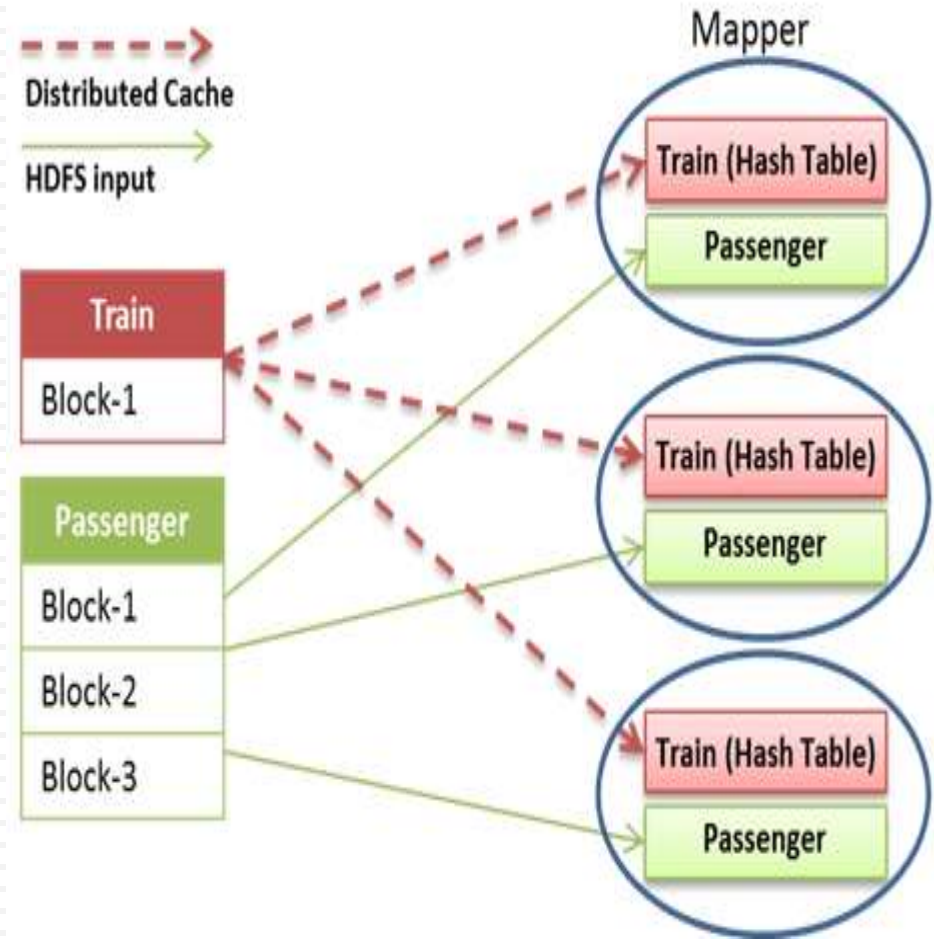 Distributed Cache
HDFS input
Train
Block-1
Passenger
Block-1
Block-2
Block-3
Mapper
Train (Hash Table)
Passenger
Train (Hash Table)
Passenger
Train (Hash Table)
Passenger